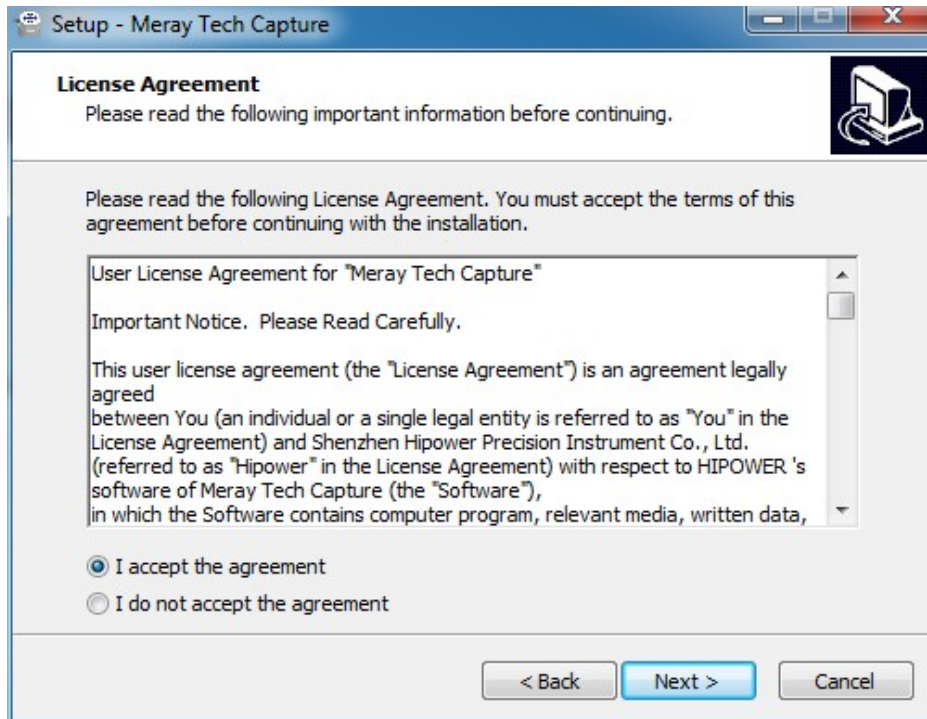 Setup - Meray Tech Capture
License Agreement
Please read the following important information before continuing.
Please read the following License Agreement. You must accept the terms of this
agreement before continuing with the installation.
User License Agreement for "Meray Tech Capture"
Important Notice.  Please Read Carefully.
This user license agreement (the "License Agreement") is an agreement legally
agreed
between You (an individual or a single legal entity is referred to as "You" in the
License Agreement) and Shenzhen Hipower Precision Instrument Co., Ltd.
(referred to as "Hipower" in the License Agreement) with respect to HIPOWER 's
software of Meray Tech Capture (the "Software"),
in which the Software contains computer program, relevant media, written data,
I accept the agreement
I do not accept the agreement
< Back Next > Cancel